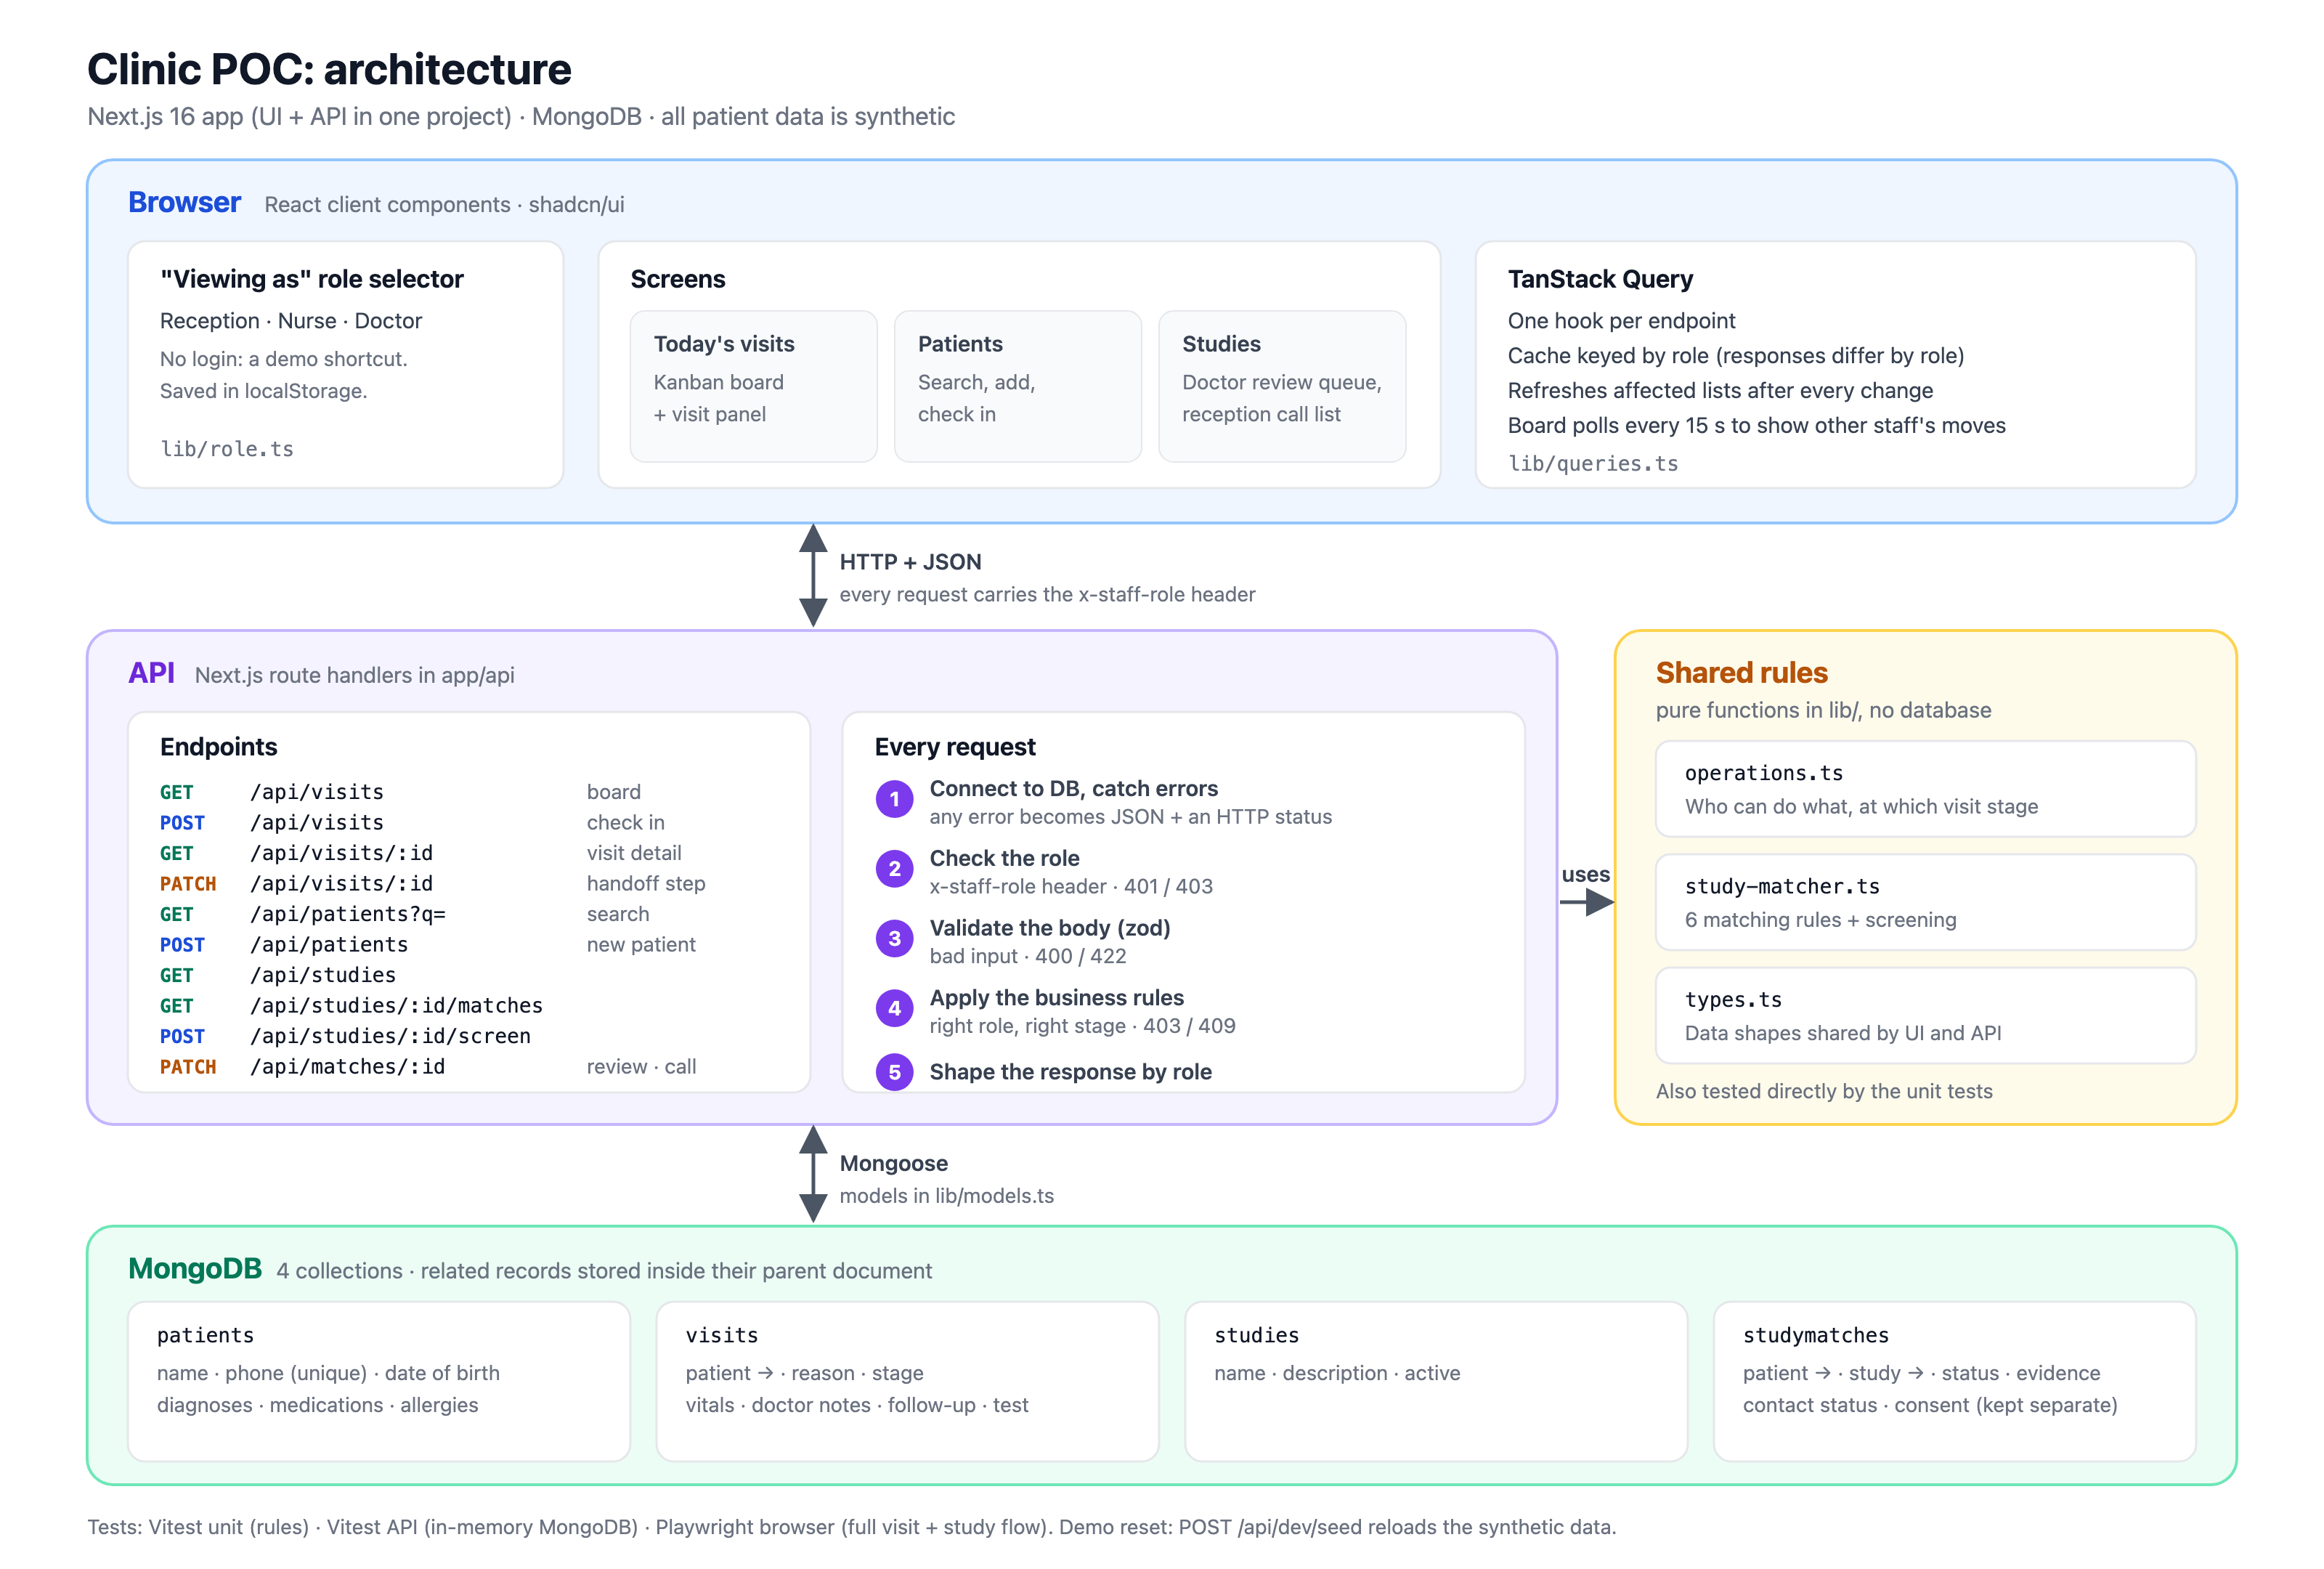 Clinic POC: architecture
Next.js 16 app (UI + API in one project) · MongoDB · all patient data is synthetic
Browser React client components · shadcn/ui
"Viewing as" role selector
Reception · Nurse · Doctor
No login: a demo shortcut.
Saved in localStorage.
lib/role.ts
Screens
Today's visits
Kanban board
+ visit panel
Patients
Search, add,
check in
Studies
Doctor review queue,
reception call list
TanStack Query
One hook per endpoint
Cache keyed by role (responses differ by role)
Refreshes affected lists after every change
Board polls every 15 s to show other staff's moves
lib/queries.ts
HTTP + JSON
every request carries the x-staff-role header
API Next.js route handlers in app/api
Endpoints
GET /api/visits board
POST /api/visits check in
GET /api/visits/:id visit detail
PATCH /api/visits/:id handoff step
GET /api/patients?q= search
POST /api/patients new patient
GET /api/studies
GET /api/studies/:id/matches
POST /api/studies/:id/screen
PATCH /api/matches/:id review · call
Every request
1 Connect to DB, catch errors
any error becomes JSON + an HTTP status
2 Check the role
x-staff-role header · 401 / 403
3 Validate the body (zod)
bad input · 400 / 422
4 Apply the business rules
right role, right stage · 403 / 409
5 Shape the response by role
uses
Shared rules
pure functions in lib/, no database
operations.ts
Who can do what, at which visit stage
study-matcher.ts
6 matching rules + screening
types.ts
Data shapes shared by UI and API
Also tested directly by the unit tests
Mongoose
models in lib/models.ts
MongoDB 4 collections · related records stored inside their parent document
patients
name · phone (unique) · date of birth
diagnoses · medications · allergies
visits
patient → · reason · stage
vitals · doctor notes · follow-up · test
studies
name · description · active
studymatches
patient → · study → · status · evidence
contact status · consent (kept separate)
Tests: Vitest unit (rules) · Vitest API (in-memory MongoDB) · Playwright browser (full visit + study flow). Demo reset: POST /api/dev/seed reloads the synthetic data.